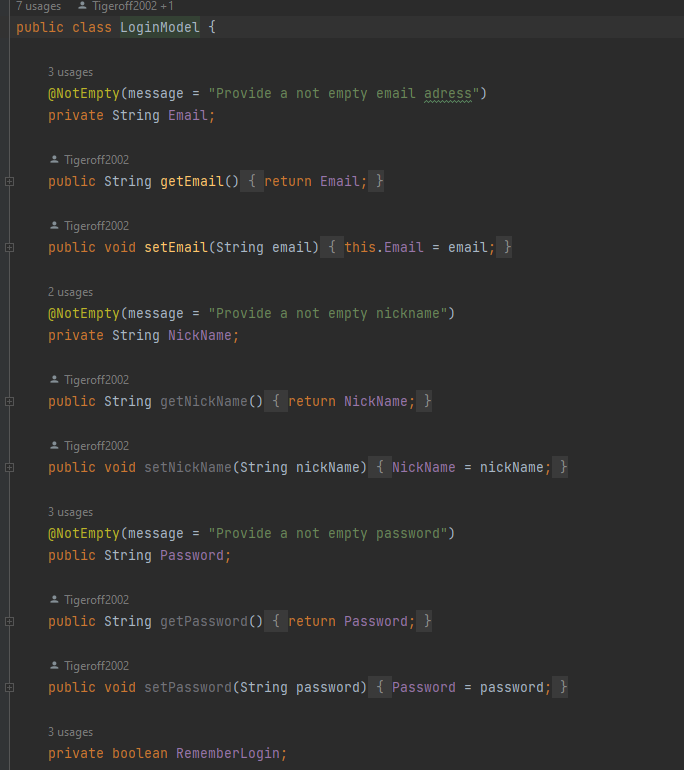 7 usages Tigeroff2002 +1
public class LoginModel {
3 usages
@NotEmpty(message = "Provide a not empty email adress")
private String Email;
Tigeroff2002
public String getEmail() { return Email; }
Tigeroff2002
public void setEmail(String email) { this.Email = email; }
2 usages
@NotEmpty(message = "Provide a not empty nickname")
private String NickName;
Tigeroff2002
public String getNickName() { return NickName; }
Tigeroff2002
public void setNickName(String nickName) { NickName = nickName; }
3 usages
@NotEmpty(message = "Provide a not empty password")
public String Password;
Tigeroff2002
public String getPassword() { return Password; }
Tigeroff2002
public void setPassword(String password) { Password = password; }
3 usages
private boolean RememberLogin;